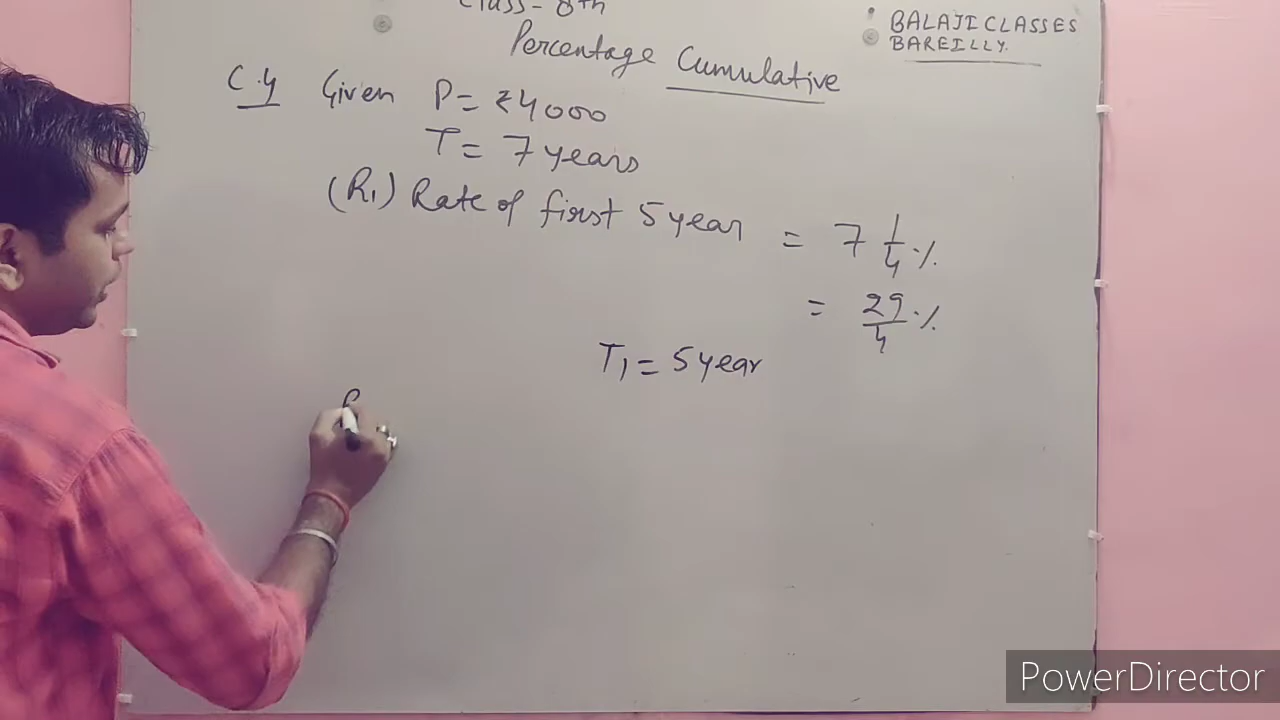 Class - 8th
• BALAJI CLASSES
BAREILLY.
Percentage Cumulative
C.4 Given P = ₹4000
T = 7 years
(R₁) Rate of first 5 year = 7 1/4 %
= 29/4 %
T₁ = 5 year
PowerDirector